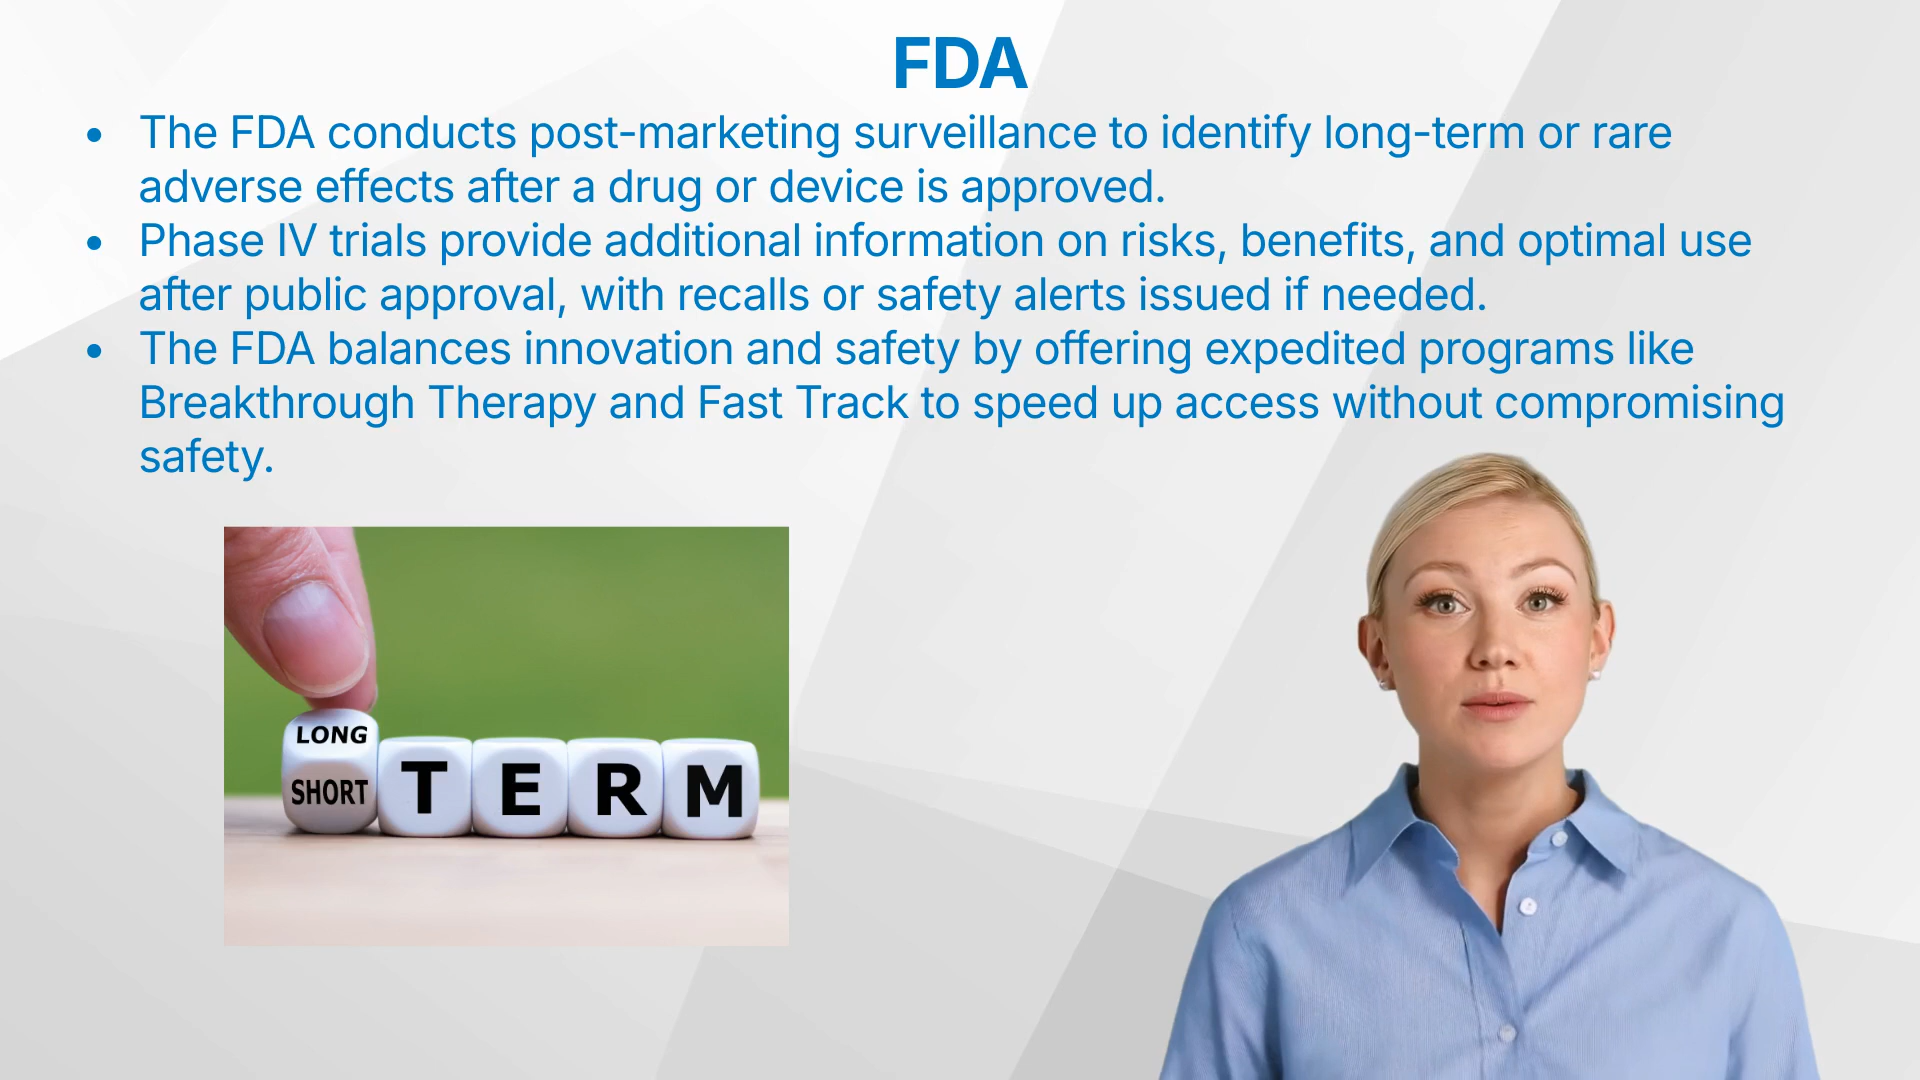 FDA
• The FDA conducts post-marketing surveillance to identify long-term or rare
adverse effects after a drug or device is approved.
• Phase IV trials provide additional information on risks, benefits, and optimal use
after public approval, with recalls or safety alerts issued if needed.
• The FDA balances innovation and safety by offering expedited programs like
Breakthrough Therapy and Fast Track to speed up access without compromising
safety.
LONG
SHORT TERM